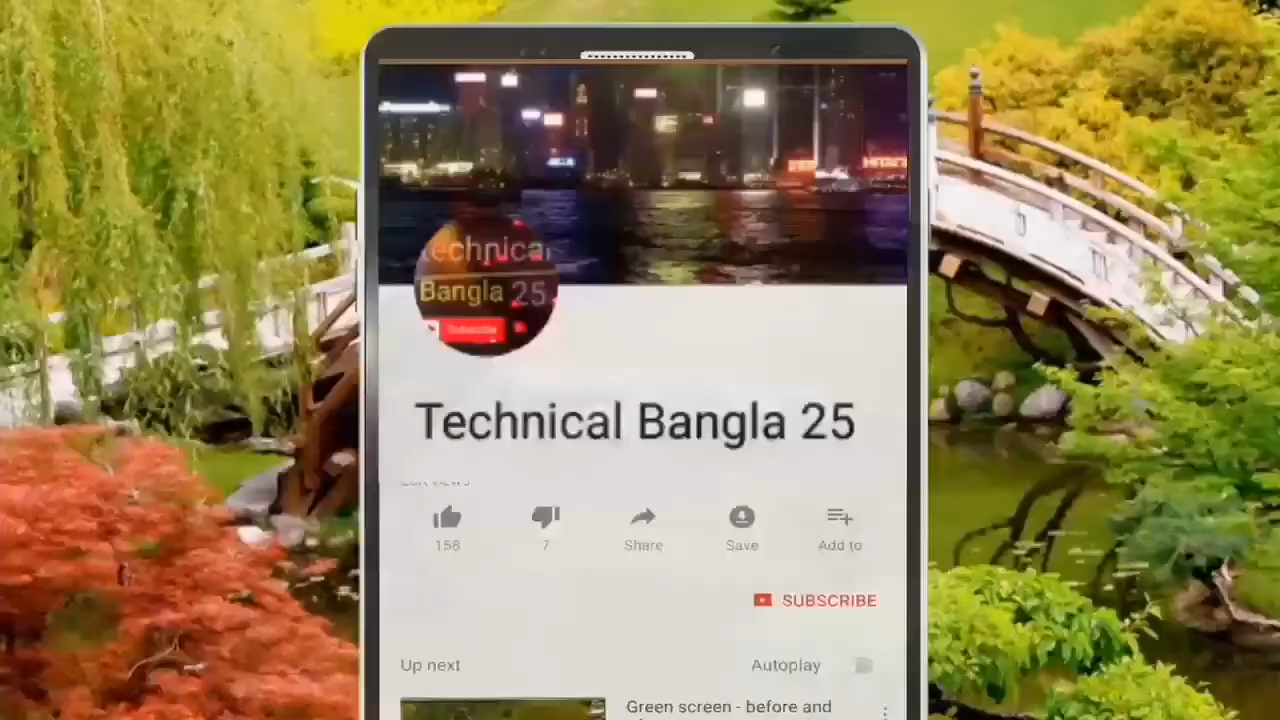 Technical
Bangla 25
Subscribe
Technical Bangla 25
158
7
Share
Save
Add to
SUBSCRIBE
Up next
Autoplay
Green screen - before and